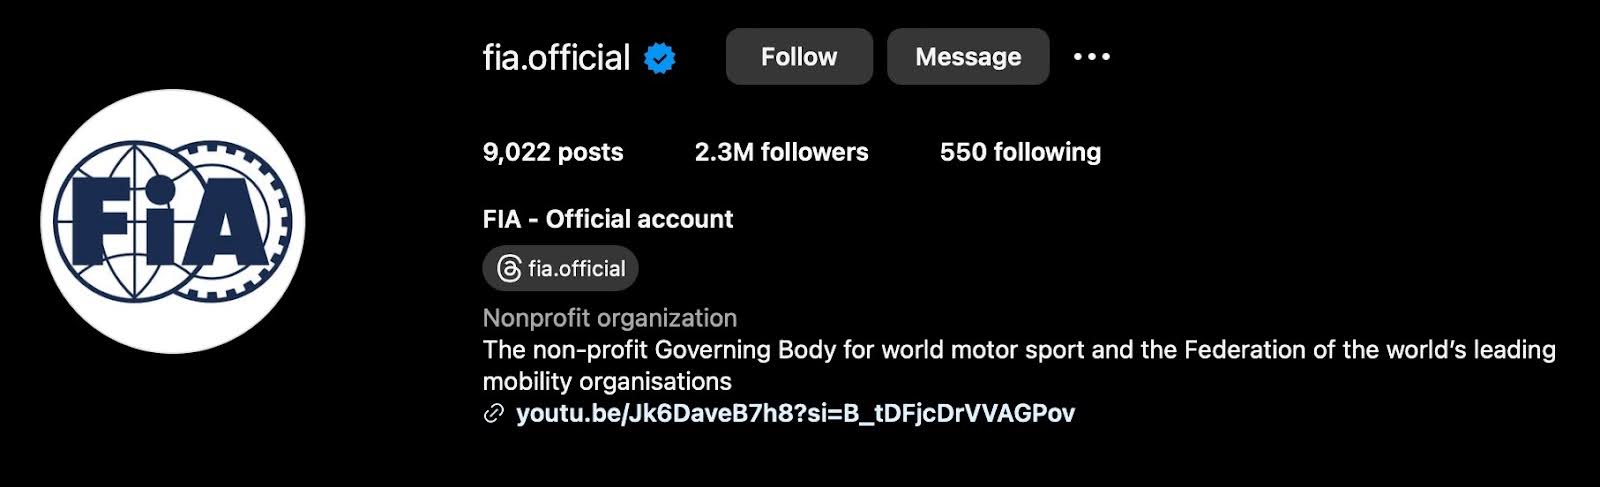 fia.official Follow Message
9,022 posts 2.3M followers 550 following
FiA
FIA - Official account
fia.official
Nonprofit organization
The non-profit Governing Body for world motor sport and the Federation of the world’s leading
mobility organisations
youtu.be/Jk6DaveB7h8?si=B_tDFjcDrVVAGPov